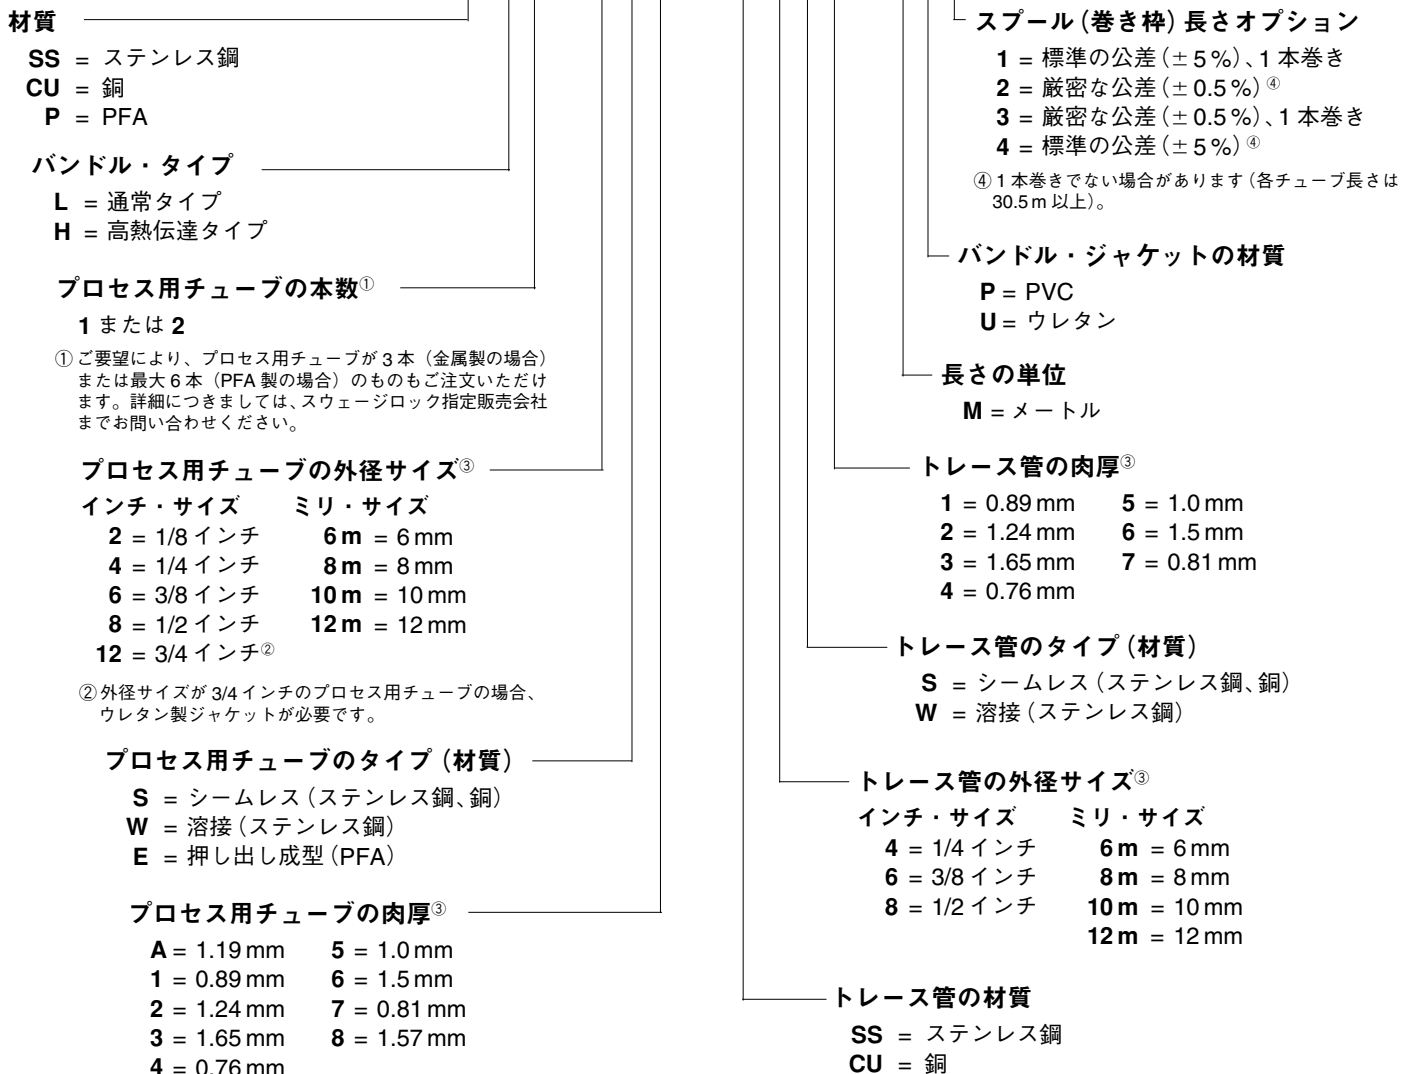 材質
SS = ステンレス鋼
CU = 銅
P = PFA
バンドル・タイプ
L = 通常タイプ
H = 高熱伝達タイプ
プロセス用チューブの本数①
1 または 2
① ご要望により、プロセス用チューブが 3 本（金属製の場合）
または最大 6 本（PFA 製の場合）のものもご注文いただけ
ます。詳細につきましては、スウェージロック指定販売会社
までお問い合わせください。
プロセス用チューブの外径サイズ③
インチ・サイズ ミリ・サイズ
2 = 1/8 インチ 6 m = 6 mm
4 = 1/4 インチ 8 m = 8 mm
6 = 3/8 インチ 10 m = 10 mm
8 = 1/2 インチ 12 m = 12 mm
12 = 3/4 インチ②
② 外径サイズが 3/4 インチのプロセス用チューブの場合、
ウレタン製ジャケットが必要です。
プロセス用チューブのタイプ（材質）
S = シームレス（ステンレス鋼、銅）
W = 溶接（ステンレス鋼）
E = 押し出し成型（PFA）
プロセス用チューブの肉厚③
A = 1.19 mm 5 = 1.0 mm
1 = 0.89 mm 6 = 1.5 mm
2 = 1.24 mm 7 = 0.81 mm
3 = 1.65 mm 8 = 1.57 mm
4 = 0.76 mm
スプール（巻き枠）長さオプション
1 = 標準の公差（± 5 %）、1 本巻き
2 = 厳密な公差（± 0.5 %）④
3 = 厳密な公差（± 0.5 %）、1 本巻き
4 = 標準の公差（± 5 %）④
④ 1 本巻きでない場合があります（各チューブ長さは
30.5 m 以上）。
バンドル・ジャケットの材質
P = PVC
U = ウレタン
長さの単位
M = メートル
トレース管の肉厚③
1 = 0.89 mm 5 = 1.0 mm
2 = 1.24 mm 6 = 1.5 mm
3 = 1.65 mm 7 = 0.81 mm
4 = 0.76 mm
トレース管のタイプ（材質）
S = シームレス（ステンレス鋼、銅）
W = 溶接（ステンレス鋼）
トレース管の外径サイズ③
インチ・サイズ ミリ・サイズ
4 = 1/4 インチ 6 m = 6 mm
6 = 3/8 インチ 8 m = 8 mm
8 = 1/2 インチ 10 m = 10 mm
12 m = 12 mm
トレース管の材質
SS = ステンレス鋼
CU = 銅